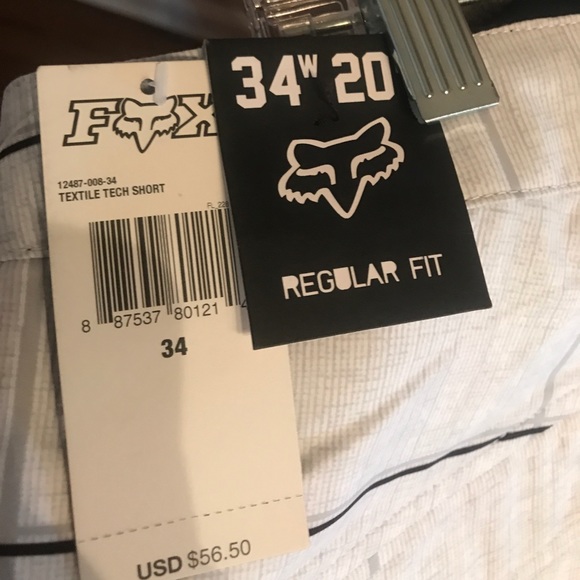 FOX
12487-008-34
TEXTILE TECH SHORT
8 87537 80121
34
USD $56.50
34W 20
REGULAR FIT